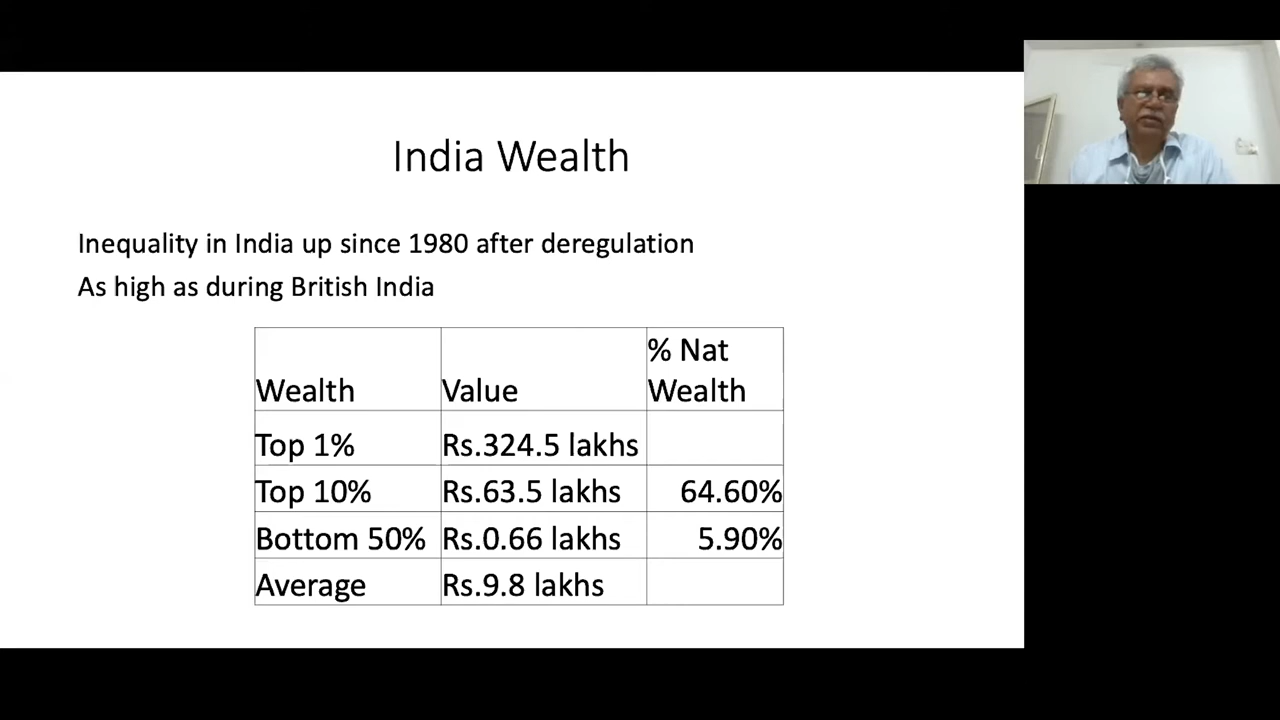 India Wealth
Inequality in India up since 1980 after deregulation
As high as during British India
Wealth Value % Nat Wealth
Top 1% Rs.324.5 lakhs
Top 10% Rs.63.5 lakhs 64.60%
Bottom 50% Rs.0.66 lakhs 5.90%
Average Rs.9.8 lakhs